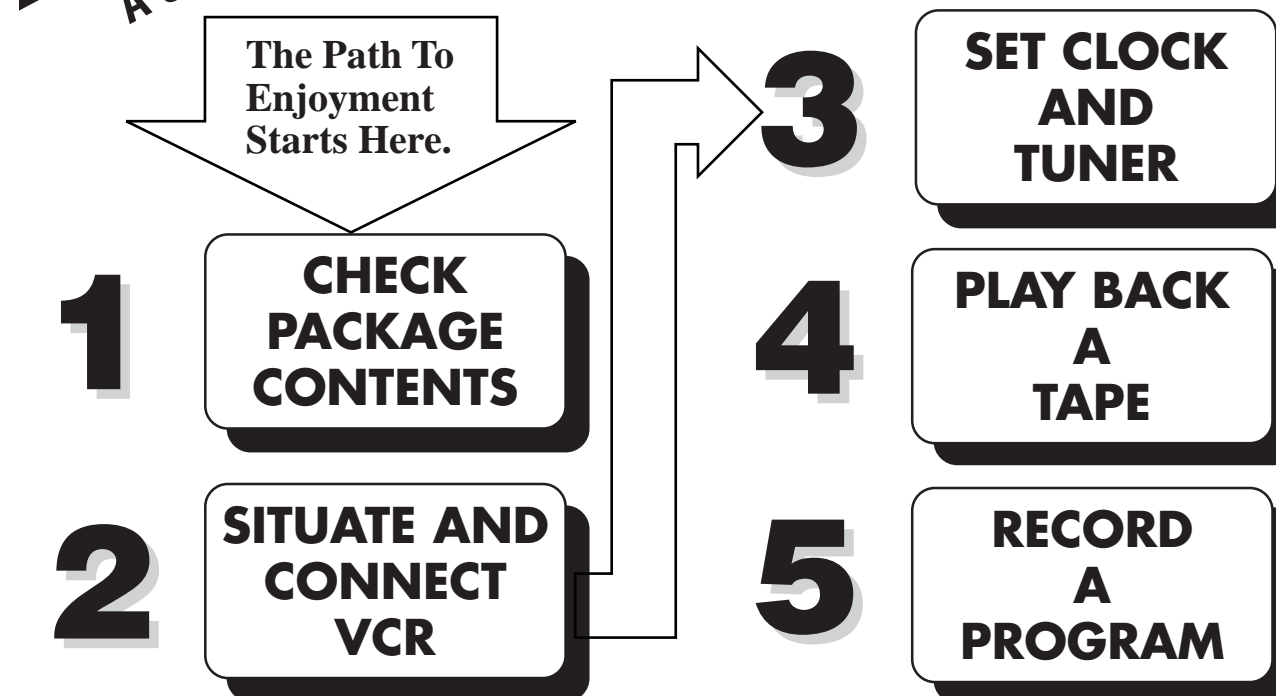 The Path To
Enjoyment
Starts Here.
1
CHECK
PACKAGE
CONTENTS
2
SITUATE AND
CONNECT
VCR
3
SET CLOCK
AND
TUNER
4
PLAY BACK
A
TAPE
5
RECORD
A
PROGRAM